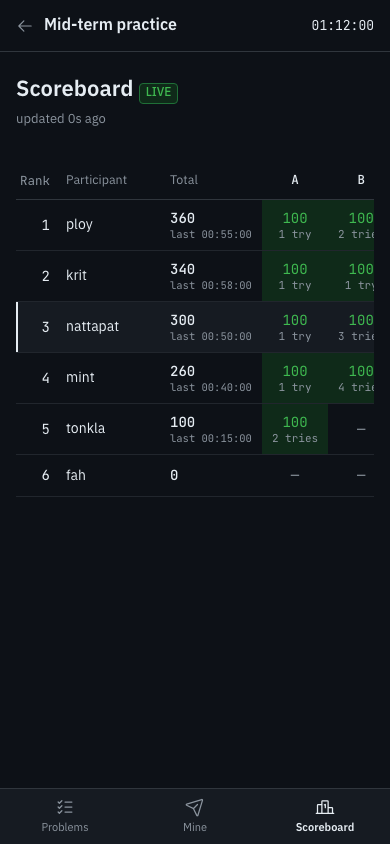 Mid-term practice 01:12:00
Scoreboard LIVE
updated 0s ago
Rank Participant Total A B
1 ploy 360 100 100
last 00:55:00 1 try 2 trie
2 krit 340 100 100
last 00:58:00 1 try 1 try
3 nattapat 300 100 100
last 00:50:00 1 try 3 trie
4 mint 260 100 100
last 00:40:00 1 try 4 trie
5 tonkla 100 100 –
last 00:15:00 2 tries
6 fah 0 – –
Problems Mine Scoreboard